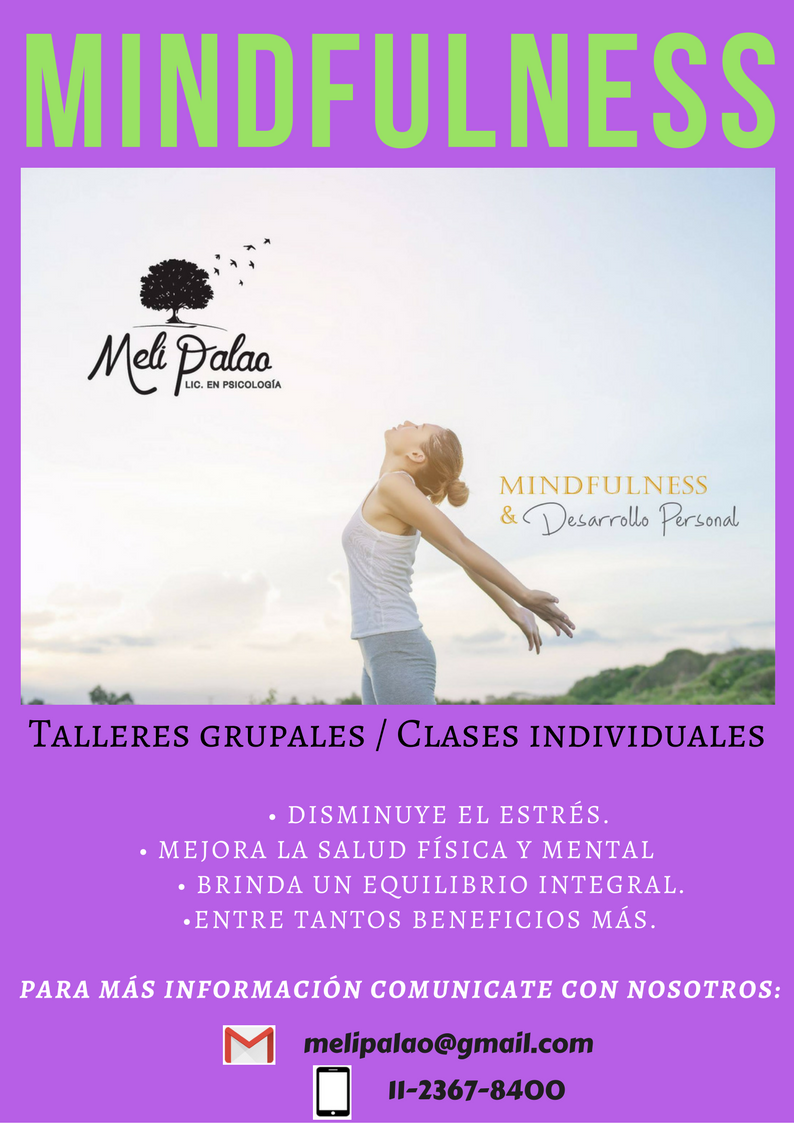 MINDFULNESS
Meli Palao
LIC. EN PSICOLOGÍA
MINDFULNESS
& Desarrollo Personal
TALLERES GRUPALES / CLASES INDIVIDUALES
• DISMINUYE EL ESTRÉS.
• MEJORA LA SALUD FÍSICA Y MENTAL
• BRINDA UN EQUILIBRIO INTEGRAL.
•ENTRE TANTOS BENEFICIOS MÁS.
PARA MÁS INFORMACIÓN COMUNICATE CON NOSOTROS:
melipalao@gmail.com
11-2367-8400